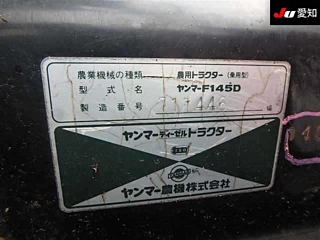 JU愛知
農業機械の種類 農用トラクター(乗用型)
型式名 ヤンマーF145D
製造番号
ヤンマーディーゼルトラクター
ヤンマー農機株式会社